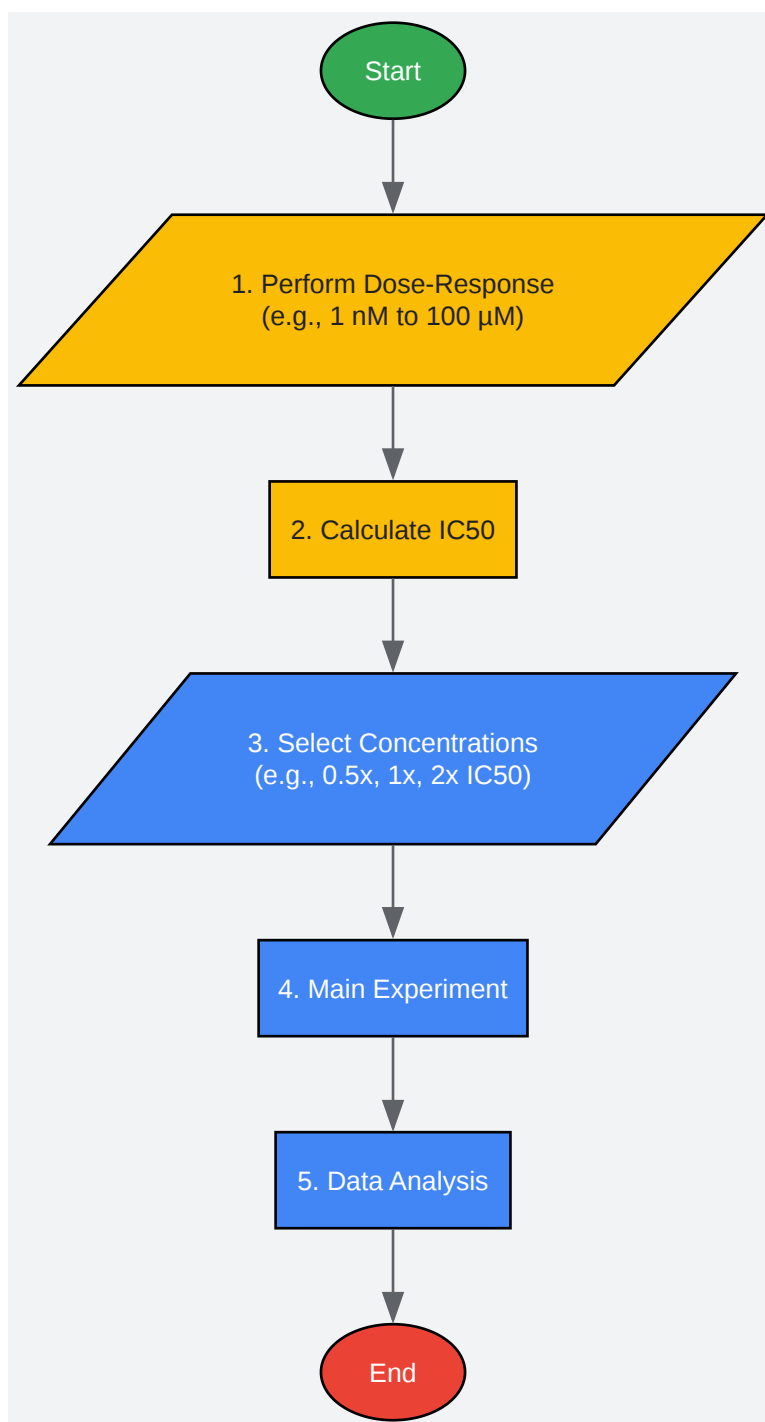 Start
1. Perform Dose-Response
(e.g., 1 nM to 100 µM)
2. Calculate IC50
3. Select Concentrations
(e.g., 0.5x, 1x, 2x IC50)
4. Main Experiment
5. Data Analysis
End